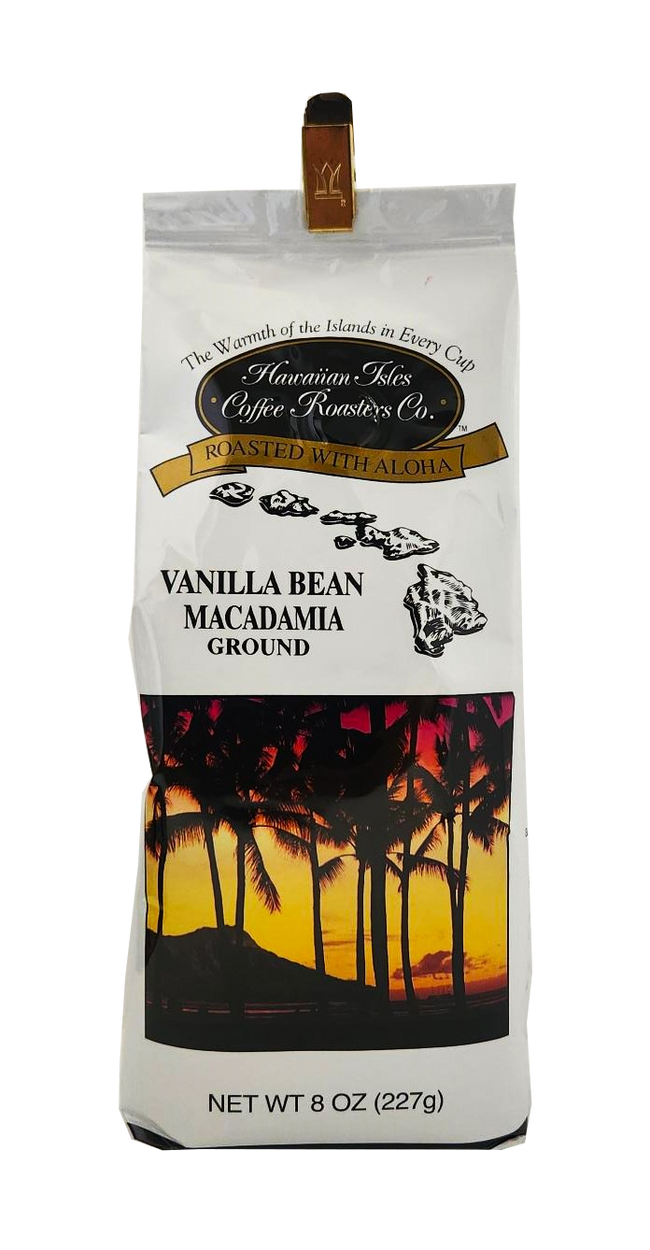 The Warmth of the Islands in Every Cup
Hawaiian Isles
Coffee Roasters Co.
TM
ROASTED WITH ALOHA
VANILLA BEAN
MACADAMIA
GROUND
NET WT 8 OZ (227g)